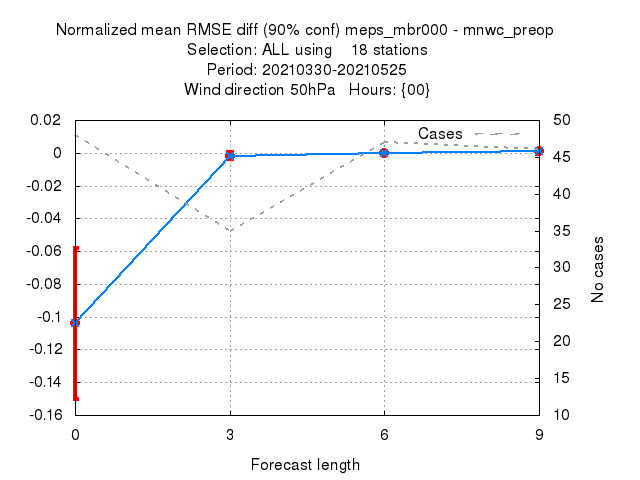 Normalized mean RMSE diff (90% conf) meps_mbr000 - mnwc_preop
Selection: ALL using 18 stations
Period: 20210330-20210525
Wind direction 50hPa Hours: {00}
Cases
0.02
0
-0.02
-0.04
-0.06
-0.08
-0.1
-0.12
-0.14
-0.16
50
45
40
35
30
25
20
15
10
No cases
0 3 6 9
Forecast length